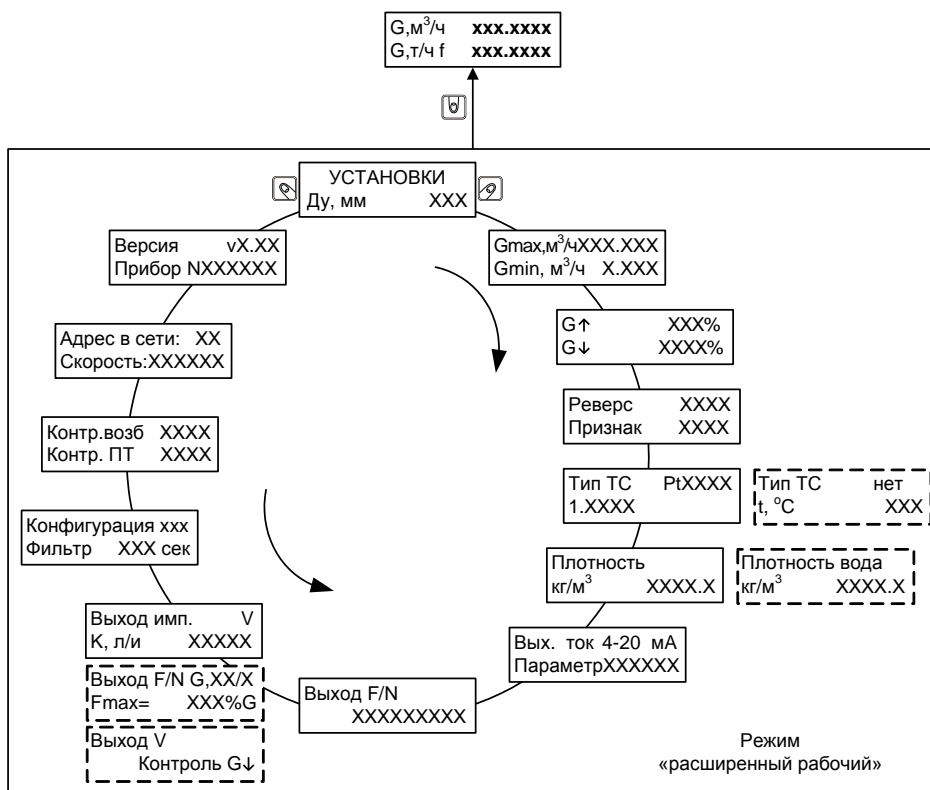 G,м³/ч xxx.xxxx
G,т/ч f xxx.xxxx
УСТАНОВКИ
Ду, мм XXX
Gmax,м³/чXXX.XXX
Gmin, м³/ч X.XXX
G↑ XXX%
G↓ XXXX%
Реверс XXXX
Признак XXXX
Тип ТС PtXXXX
1.XXXX
Тип ТС нет
t, °C XXX
Плотность
кг/м³ XXXX.X
Плотность вода
кг/м³ XXXX.X
Вых. ток 4-20 мА
ПараметрXXXXXX
Выход F/N
XXXXXXXXX
Выход имп. V
K, л/и XXXXX
Выход F/N G,XX/X
Fmax= XXX%G
Выход V
Контроль G↓
Конфигурация xxx
Фильтр XXX сек
Контр.возб XXXX
Контр. ПТ XXXX
Адрес в сети: XX
Скорость:XXXXXX
Версия vX.XX
Прибор NXXXXXX
Режим
«расширенный рабочий»